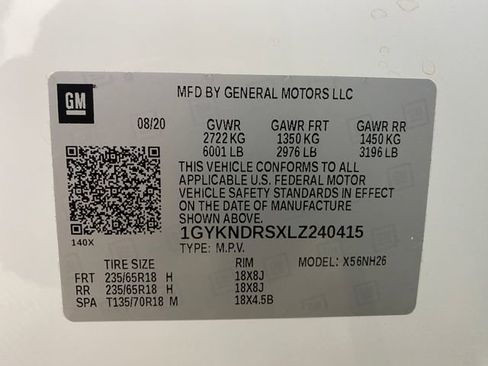 GM
MFD BY GENERAL MOTORS LLC
08/20 GVWR GAWR FRT GAWR RR
2722 KG 1350 KG 1450 KG
6001 LB 2976 LB 3196 LB
THIS VEHICLE CONFORMS TO ALL
APPLICABLE U.S. FEDERAL MOTOR
VEHICLE SAFETY STANDARDS IN EFFECT
ON THE DATE OF MANUFACTURE
SHOWN ABOVE.
140X
1GYKNDRSXLZ240415
TYPE: M.P.V.
TIRE SIZE RIM MODEL: X56NH26
FRT 235/65R18 H 18X8J
RR 235/65R18 H 18X8J
SPA T135/70R18 M 18X4.5B